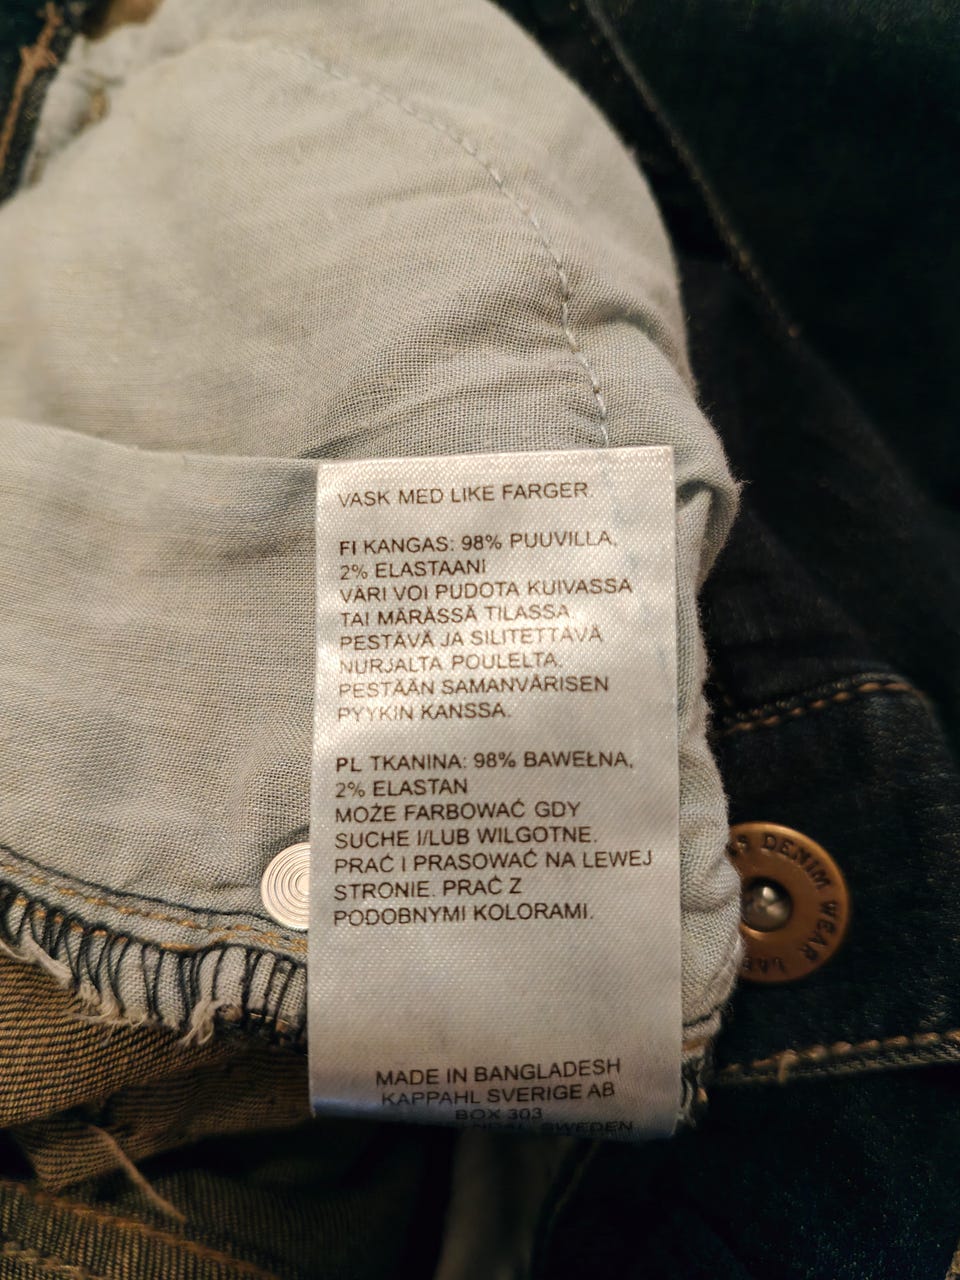 VASK MED LIKE FARGER.
FI KANGAS: 98% PUUVILLA,
2% ELASTAANI
VÄRI VOI PUDOTA KUIVASSA
TAI MÄRÄSSÄ TILASSA
PESTÄVÄ JA SILITETTÄVÄ
NURJALTA POULELTA.
PESTÄÄN SAMANVÄRISEN
PYYKIN KANSSA.
PL TKANINA: 98% BAWEŁNA,
2% ELASTAN
MOŻE FARBOWAĆ GDY
SUCHE I/LUB WILGOTNE.
PRAĆ I PRASOWAĆ NA LEWEJ
STRONIE. PRAĆ Z
PODOBNYMI KOLORAMI.
MADE IN BANGLADESH
KAPPAHL SVERIGE AB
BOX 303
SWEDEN
DENIM WEAR